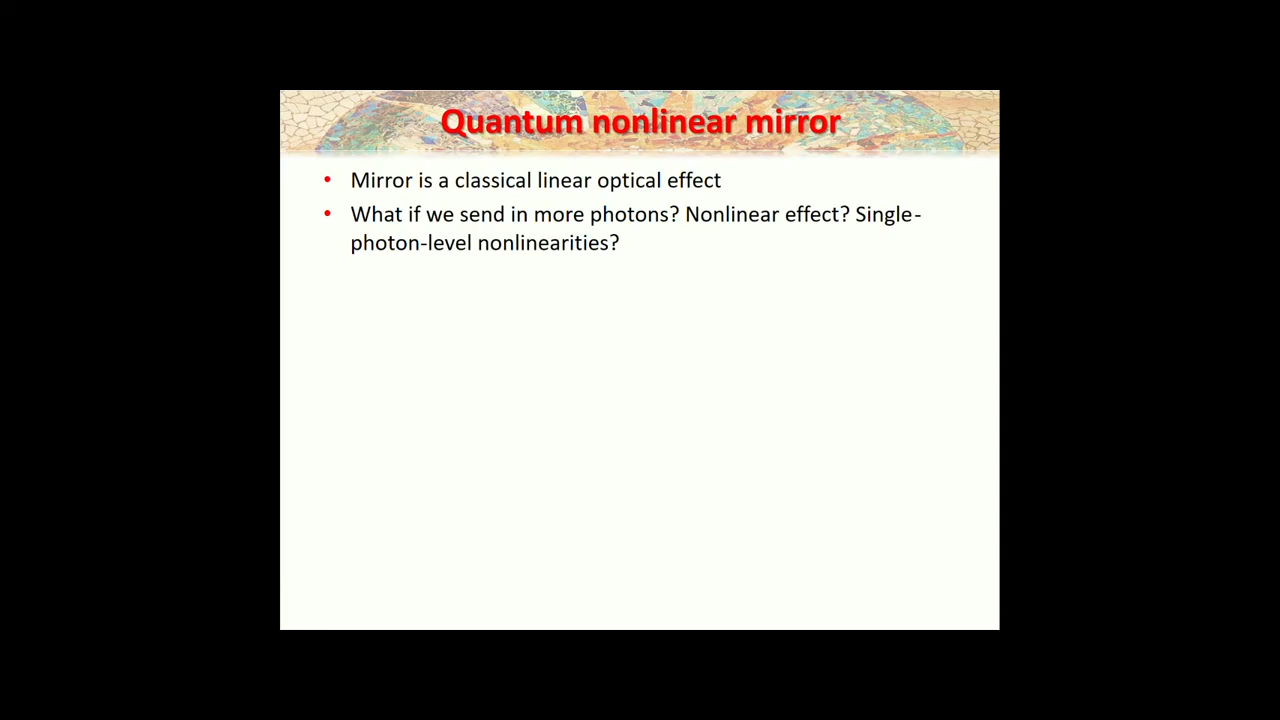 Quantum nonlinear mirror
• Mirror is a classical linear optical effect
• What if we send in more photons? Nonlinear effect? Single-
photon-level nonlinearities?